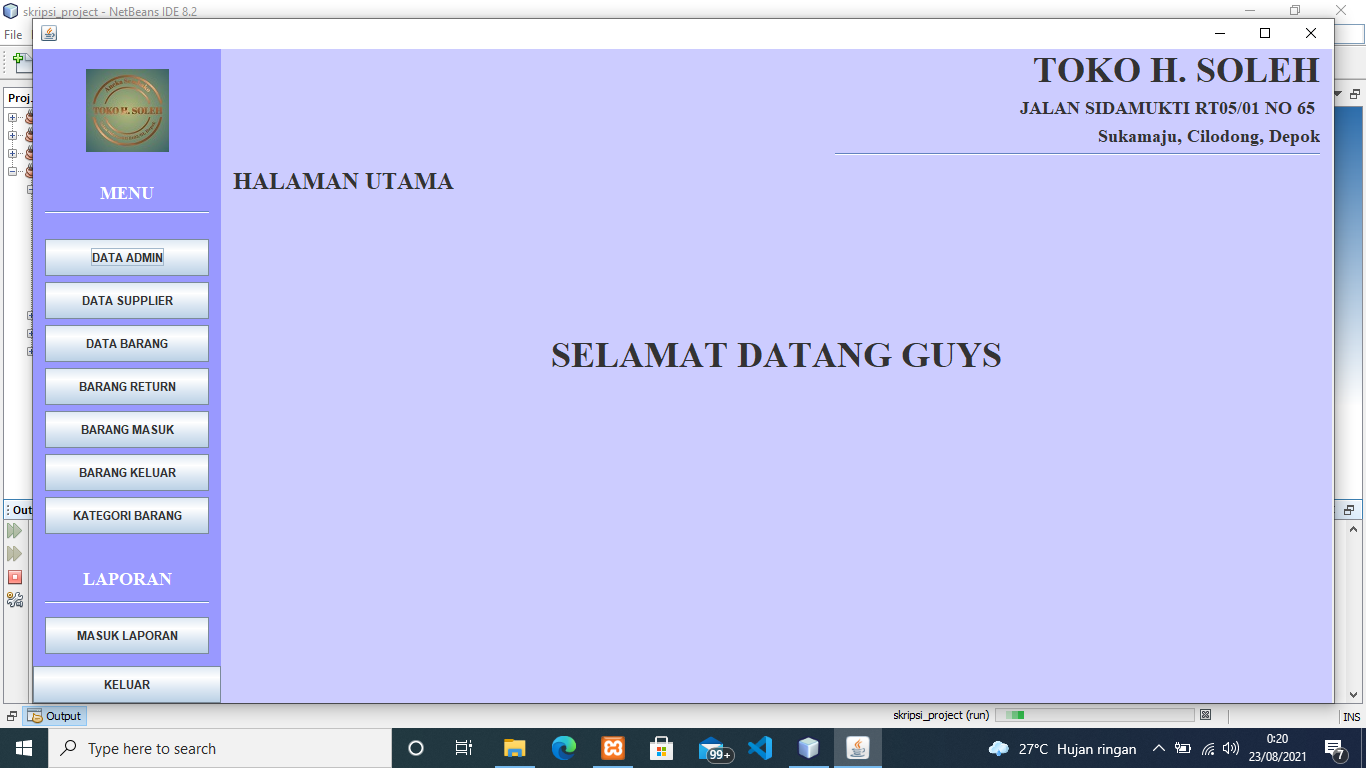 skripsi_project - NetBeans IDE 8.2
File
Proj.
TOKO H. SOLEH
MENU
DATA ADMIN
DATA SUPPLIER
DATA BARANG
BARANG RETURN
BARANG MASUK
BARANG KELUAR
KATEGORI BARANG
LAPORAN
MASUK LAPORAN
KELUAR
TOKO H. SOLEH
JALAN SIDAMUKTI RT05/01 NO 65
Sukamaju, Cilodong, Depok
HALAMAN UTAMA
SELAMAT DATANG GUYS
Out
Output
skripsi_project (run)
INS
Type here to search
99+
27°C Hujan ringan
0:20
23/08/2021
7